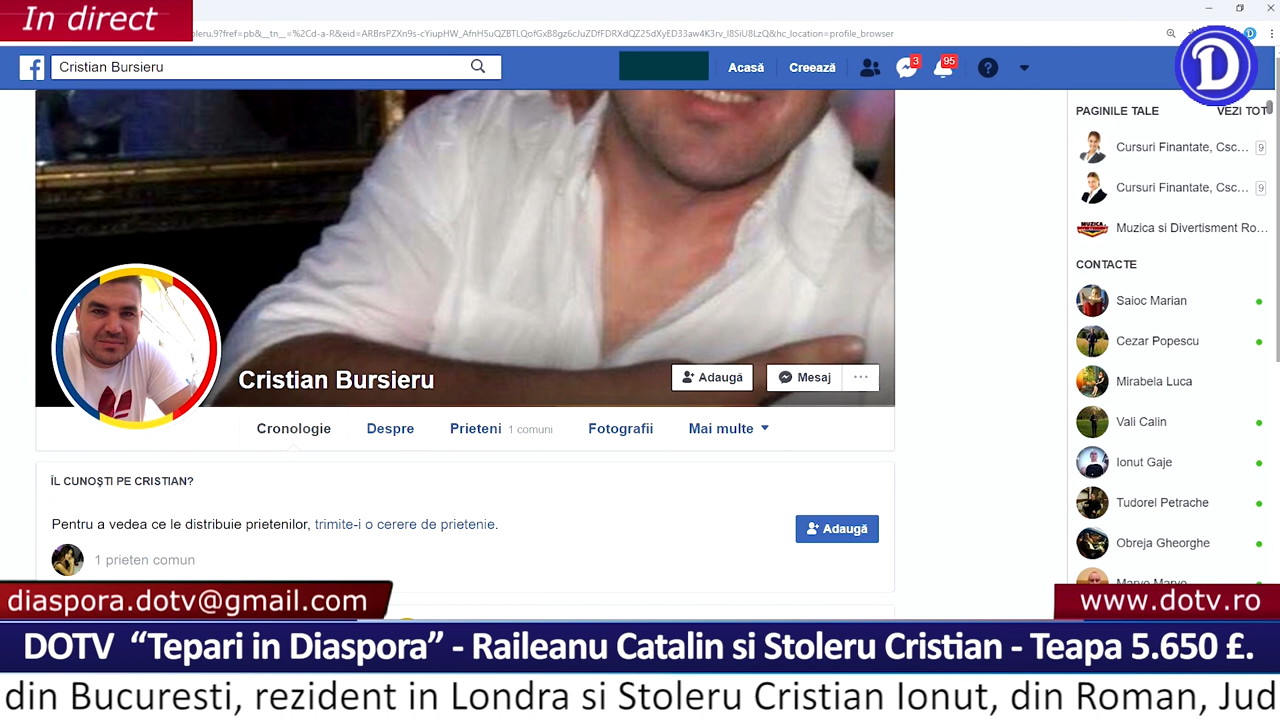 In direct
Cristian Bursieru
Acasă
Creează
3
95
D
PAGINILE TALE
VEZI TOT
Cursuri Finantate, Csc...
9
Cursuri Finantate, Csc...
9
Muzica si Divertisment Ro...
CONTACTE
Saioc Marian
Cezar Popescu
Mirabela Luca
Vali Calin
Ionut Gaje
Tudorel Petrache
Obreja Gheorghe
Cristian Bursieru
Adaugă
Mesaj
Cronologie
Despre
Prieteni 1 comuni
Fotografii
Mai multe
ÎL CUNOȘTI PE CRISTIAN?
Pentru a vedea ce le distribuie prietenilor, trimite-i o cerere de prietenie.
Adaugă
1 prieten comun
diaspora.dotv@gmail.com
www.dotv.ro
DOTV “Tepari in Diaspora” - Raileanu Catalin si Stoleru Cristian - Teapa 5.650 £.
din Bucuresti, rezident in Londra si Stoleru Cristian Ionut, din Roman, Jud